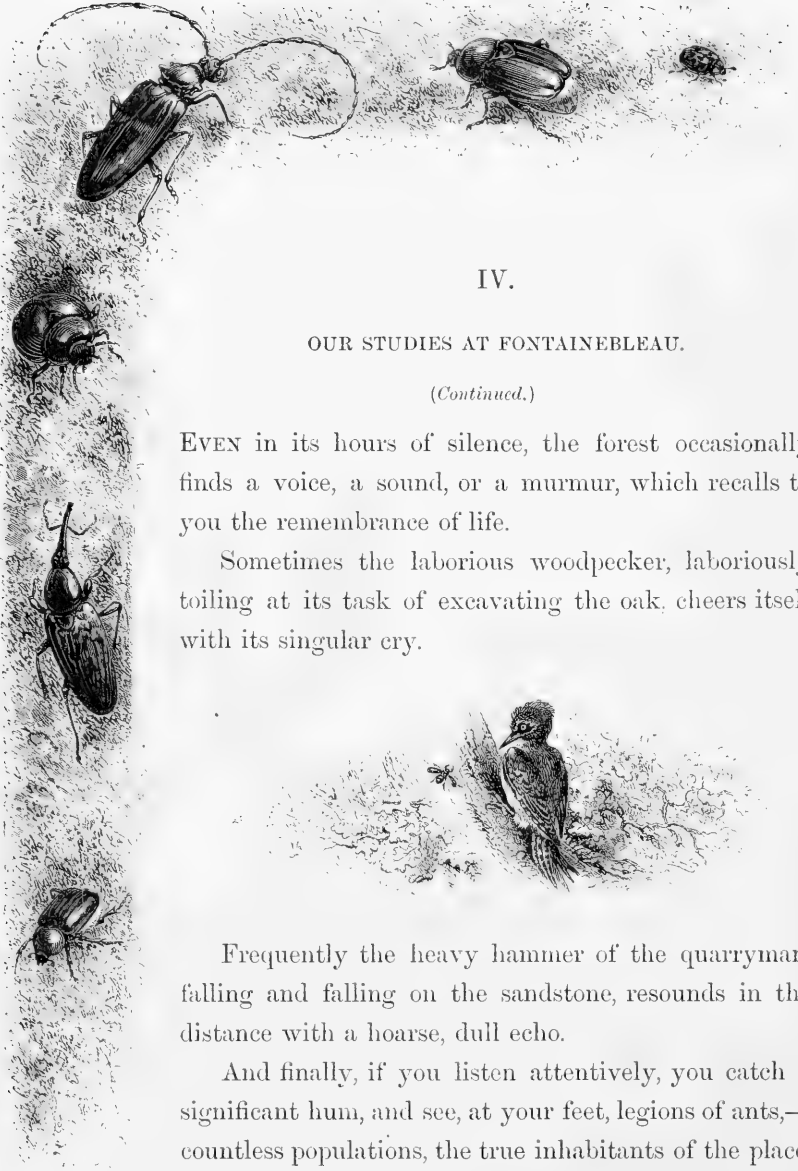 IV.
OUR STUDIES AT FONTAINEBLEAU.
(Continued.)
EVEN in its hours of silence, the forest occasionally
finds a voice, a sound, or a murmur, which recalls t
you the remembrance of life.
Sometimes the laborious woodpecker, laboriously
toiling at its task of excavating the oak, cheers itsel
with its singular cry.
Frequently the heavy hammer of the quarryman
falling and falling on the sandstone, resounds in th
distance with a hoarse, dull echo.
And finally, if you listen attentively, you catch
significant hum, and see, at your feet, legions of ants,—
countless populations, the true inhabitants of the place